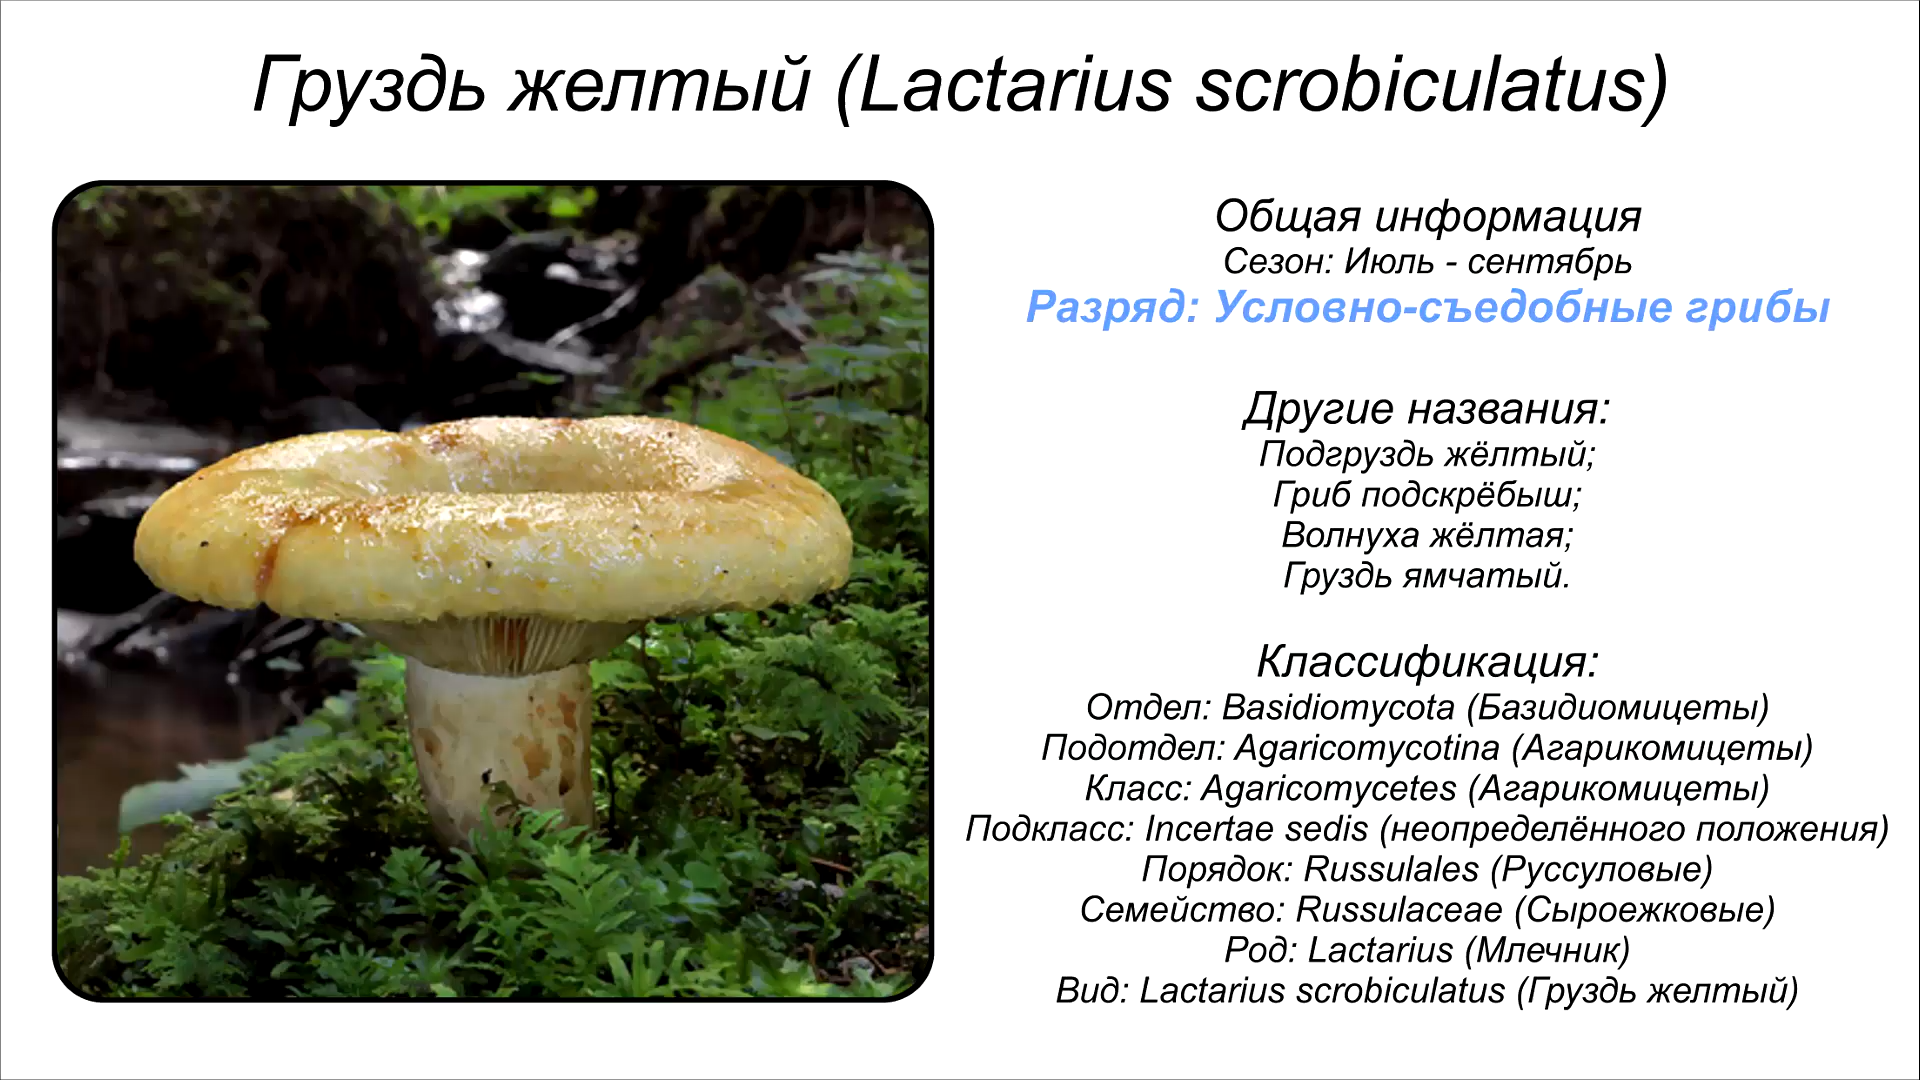 Груздь желтый (Lactarius scrobiculatus)
Общая информация
Сезон: Июль - сентябрь
Разряд: Условно-съедобные грибы
Другие названия:
Подгруздь жёлтый;
Гриб подскрёбыш;
Волнуха жёлтая;
Груздь ямчатый.
Классификация:
Отдел: Basidiomycota (Базидиомицеты)
Подотдел: Agaricomycotina (Агарикомицеты)
Класс: Agaricomycetes (Агарикомицеты)
Подкласс: Incertae sedis (неопределённого положения)
Порядок: Russulales (Руссуловые)
Семейство: Russulaceae (Сыроежковые)
Род: Lactarius (Млечник)
Вид: Lactarius scrobiculatus (Груздь желтый)